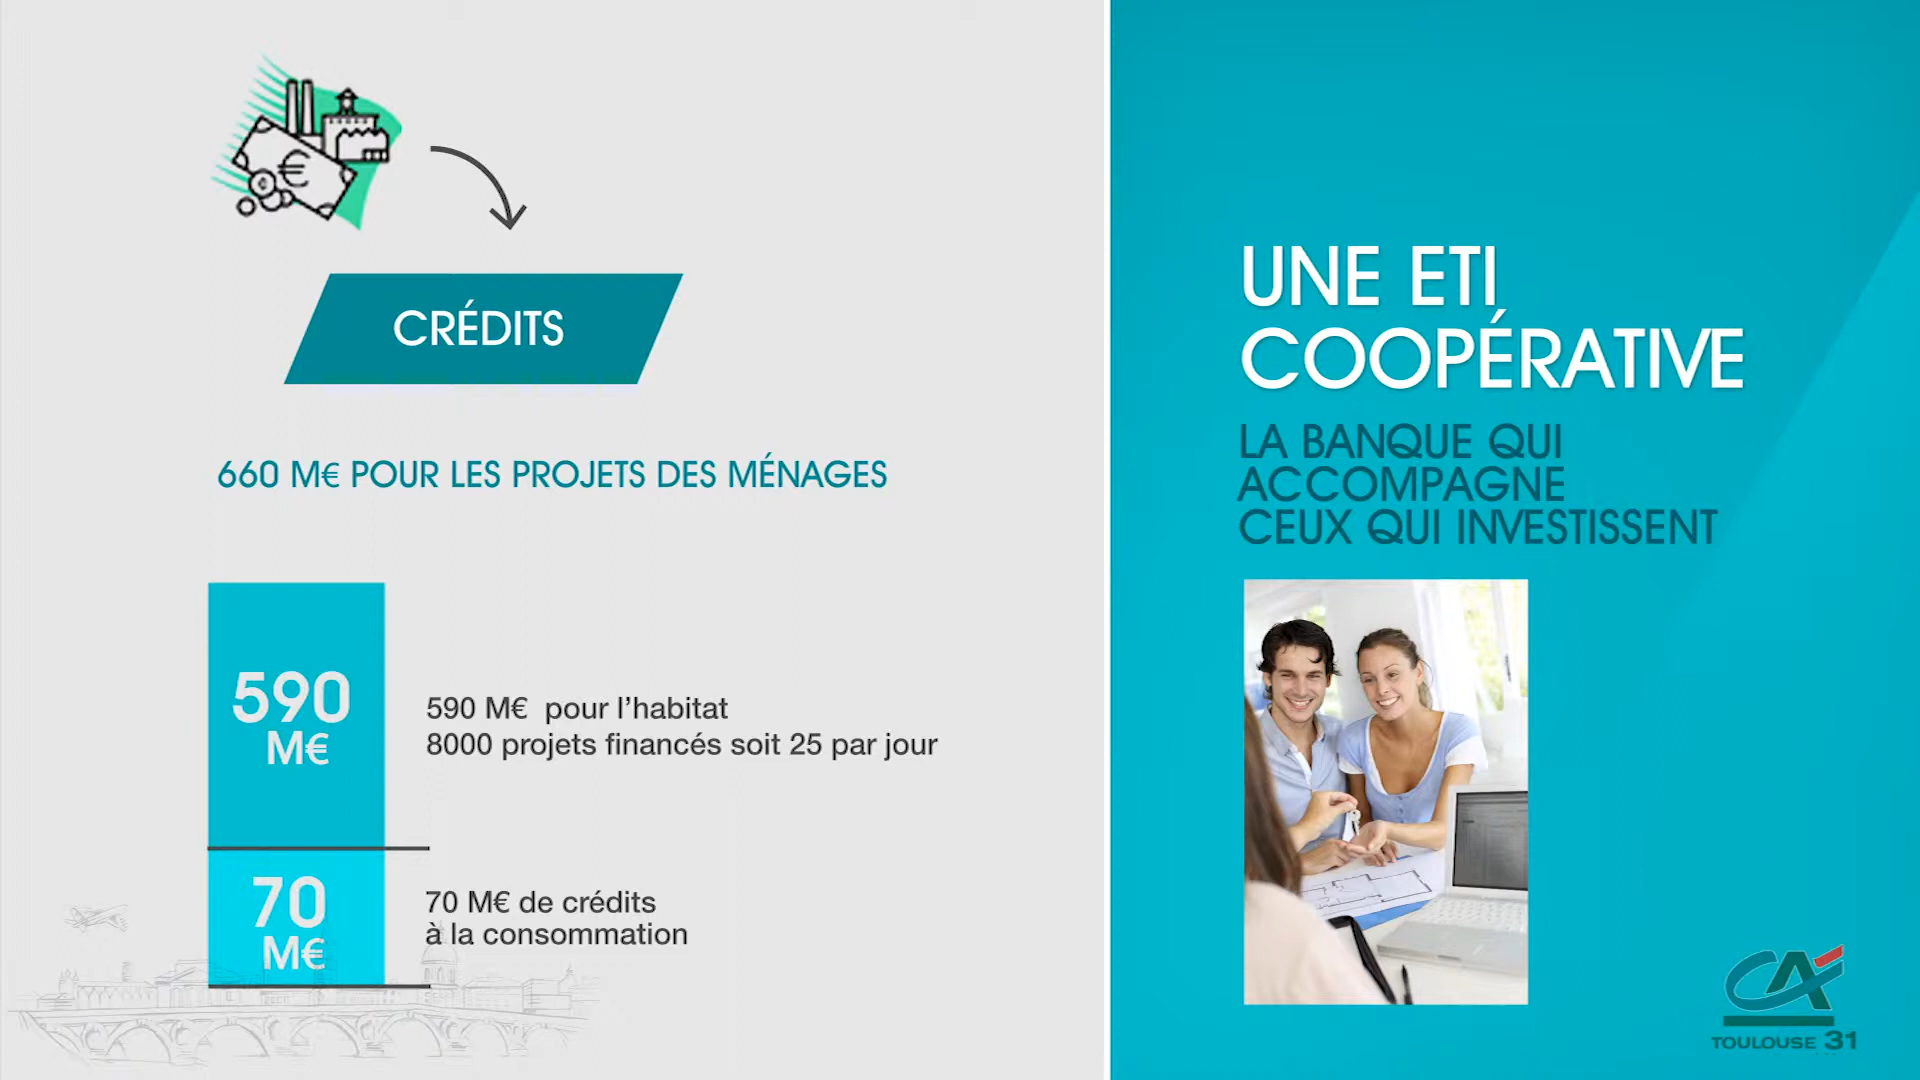 CRÉDITS
660 M€ POUR LES PROJETS DES MÉNAGES
590
M€
590 M€ pour l’habitat
8000 projets financés soit 25 par jour
70
M€
70 M€ de crédits
à la consommation
UNE ETI
COOPÉRATIVE
LA BANQUE QUI
ACCOMPAGNE
CEUX QUI INVESTISSENT
CA
TOULOUSE 31